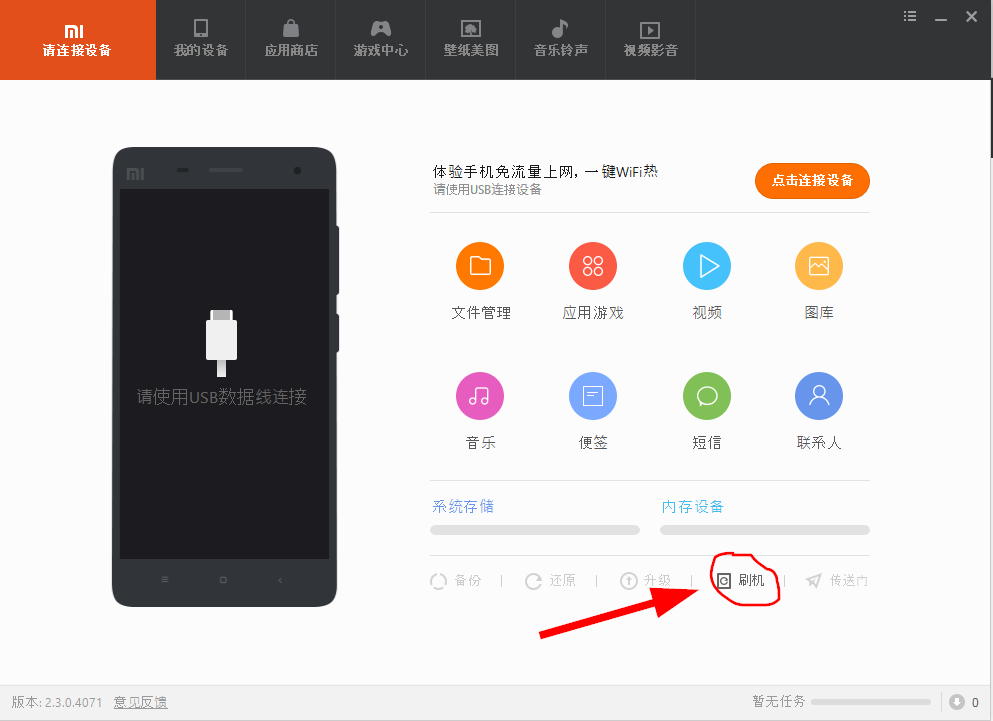 mi
请连接设备
我的设备
应用商店
游戏中心
壁纸美图
音乐铃声
视频影音
mi
体验手机免流量上网，一键WiFi热
请使用USB连接设备
点击连接设备
文件管理
应用游戏
视频
图库
请使用USB数据线连接
音乐
便签
短信
联系人
系统存储
内存设备
备份
还原
升级
刷机
传送门
版本: 2.3.0.4071 意见反馈
暂无任务
0